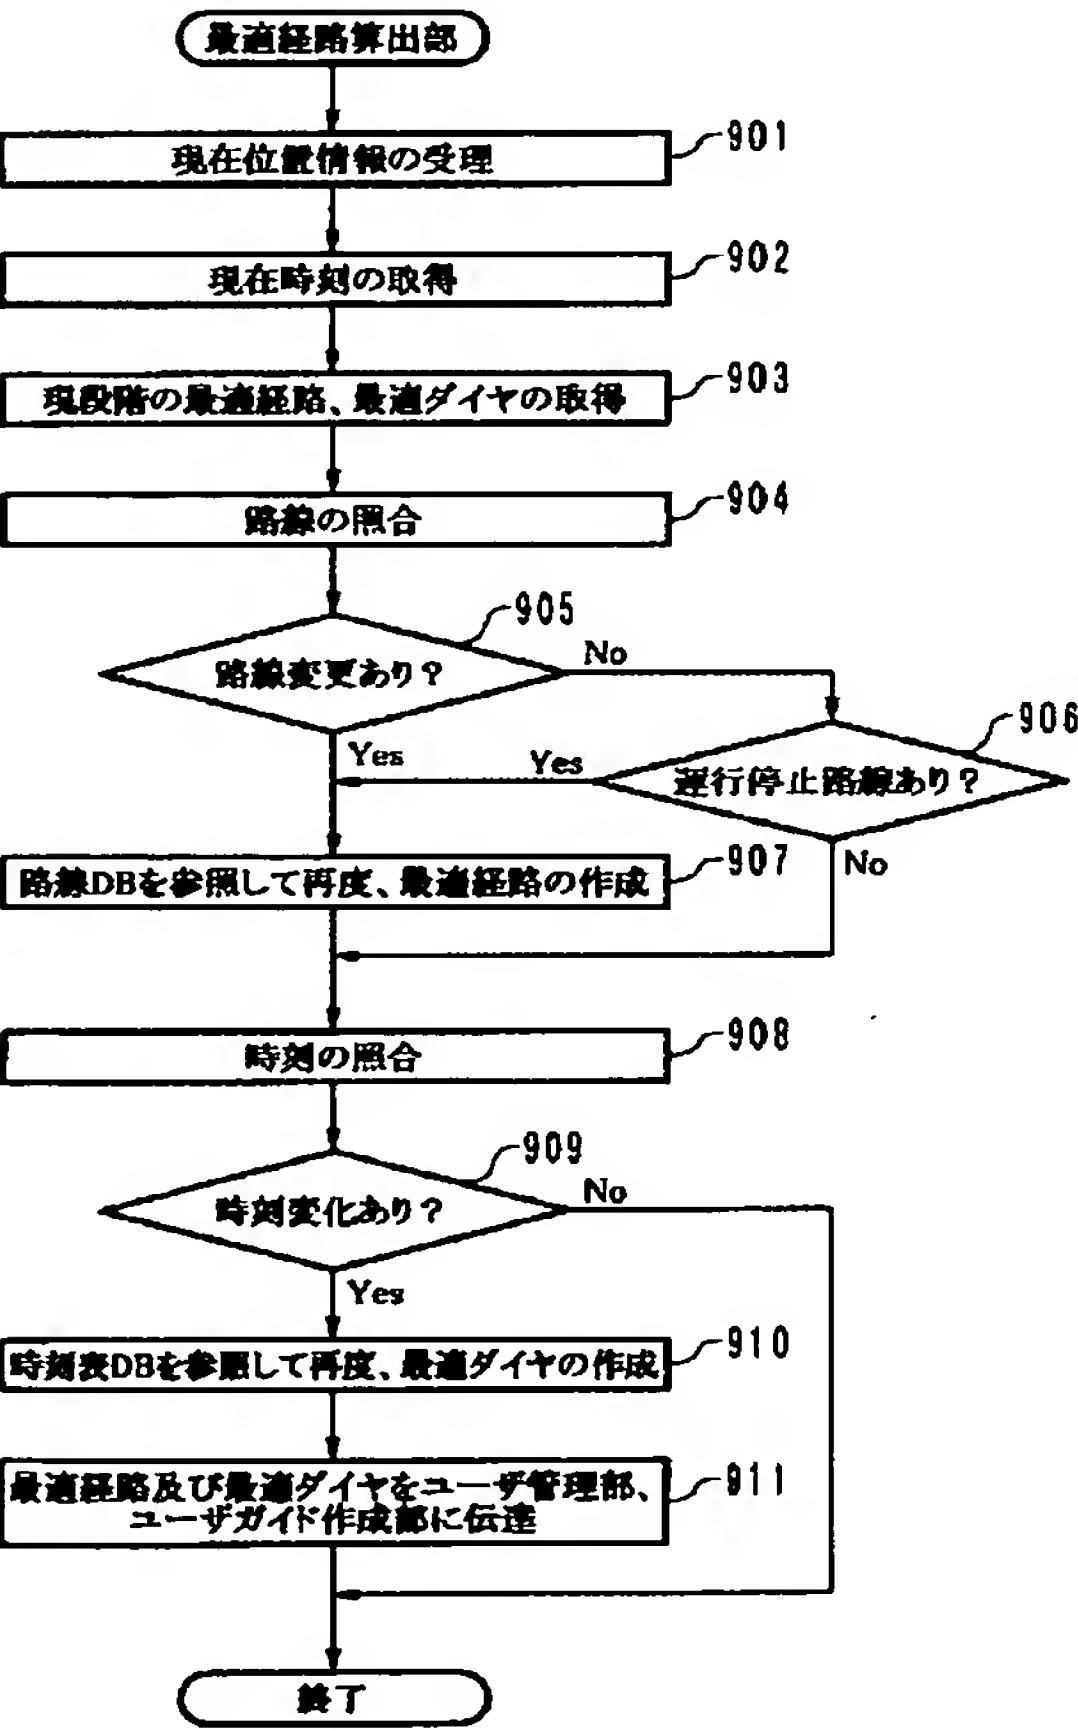 最適経路算出部
901
現在位置情報の受理
902
現在時刻の取得
903
現段階の最適経路、最適ダイヤの取得
904
路線の照合
905
路線変更あり?
No
906
Yes
Yes
運行停止路線あり?
No
907
路線DBを参照して再度、最適経路の作成
908
時刻の照合
909
時刻変化あり?
No
Yes
910
時刻表DBを参照して再度、最適ダイヤの作成
911
最適経路及び最適ダイヤをユーザ管理部、
ユーザガイド作成部に伝達
終了